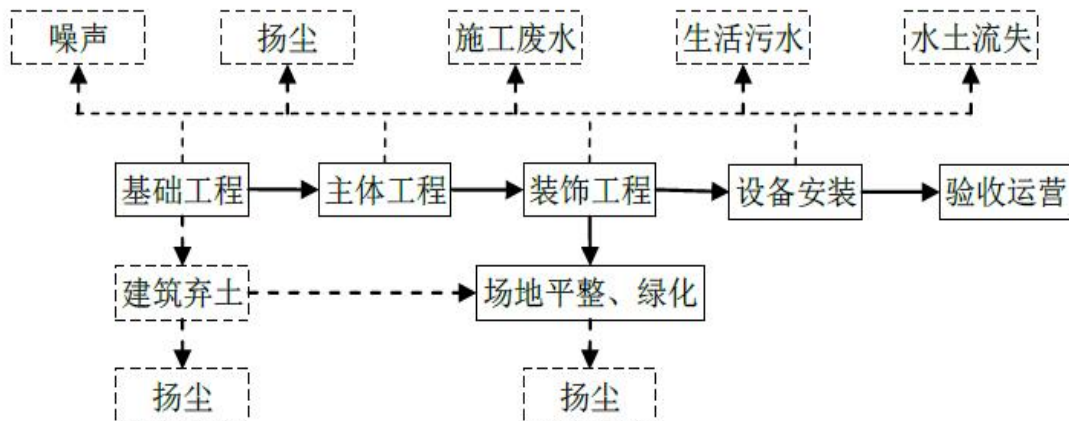 噪声
扬尘
施工废水
生活污水
水土流失
基础工程
主体工程
装饰工程
设备安装
验收运营
建筑弃土
场地平整、绿化
扬尘
扬尘